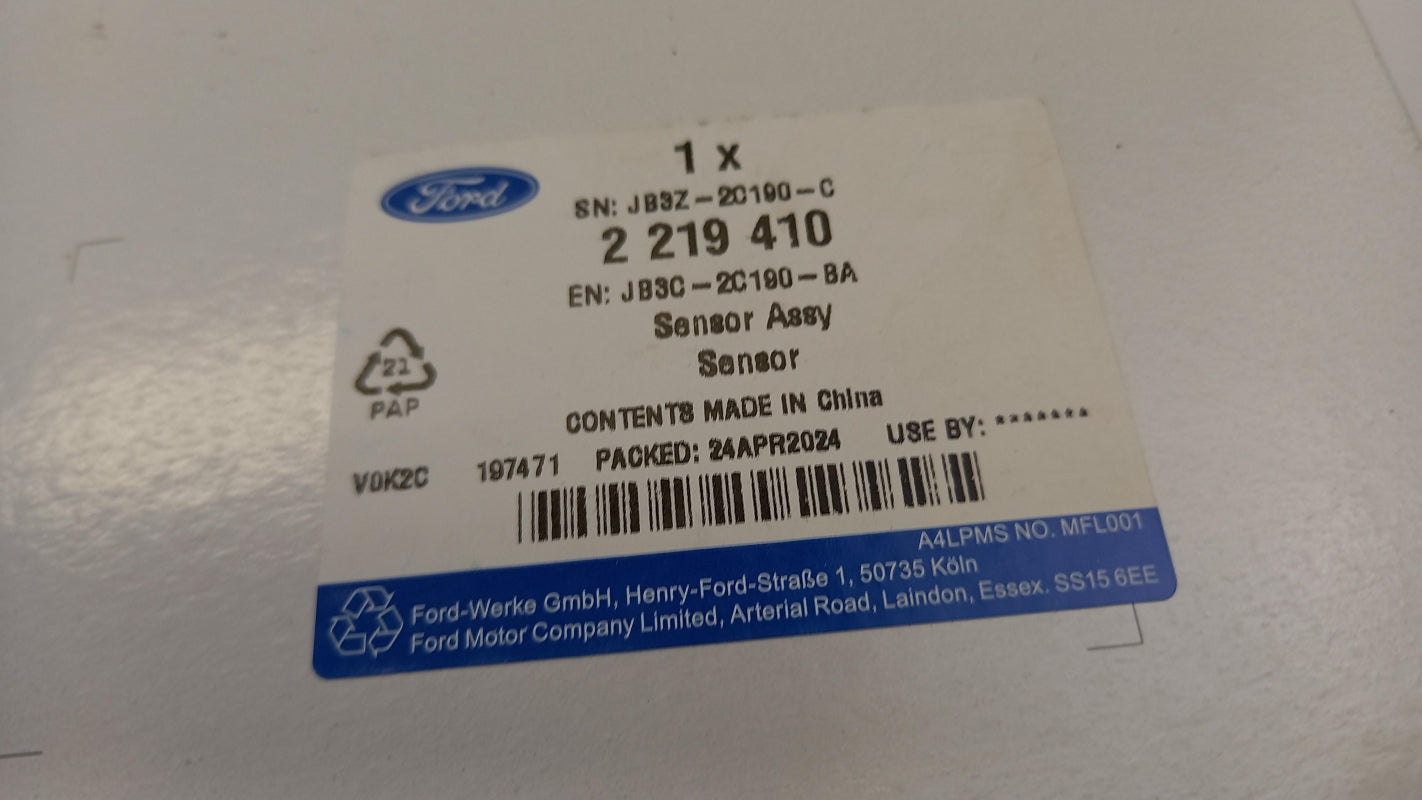 1 x
Ford
SN: JB3Z-2C190-C
2 219 410
EN: JB3C-2C190-BA
Sensor Assy
Sensor
21
PAP
CONTENTS MADE IN China
PACKED: 24APR2024 USE BY: *******
V0K2C 197471
A4LPMS NO. MFL001
Ford-Werke GmbH, Henry-Ford-Straße 1, 50735 Köln
Ford Motor Company Limited, Arterial Road, Laindon, Essex. SS15 6EE